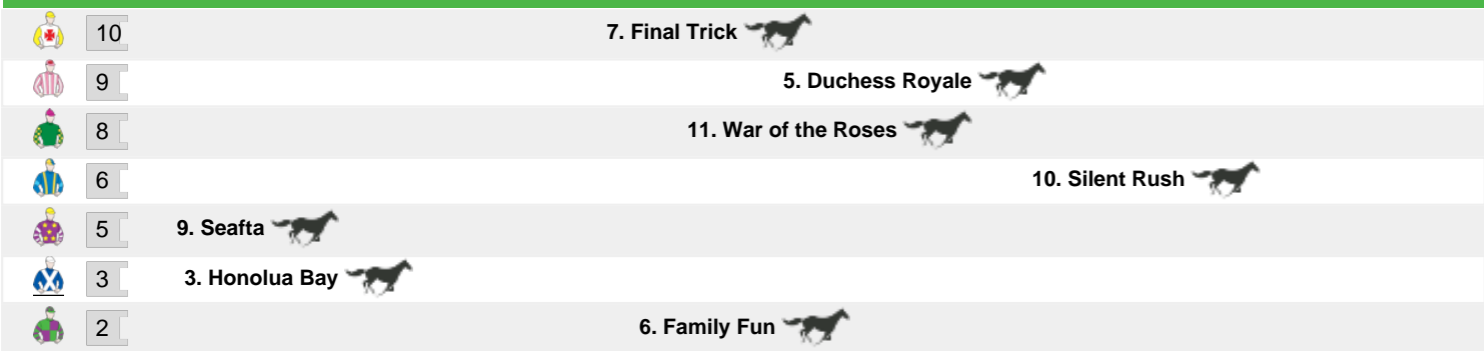 10 7. Final Trick
9 5. Duchess Royale
8 11. War of the Roses
6 10. Silent Rush
5 9. Seafta
3 3. Honolua Bay
2 6. Family Fun